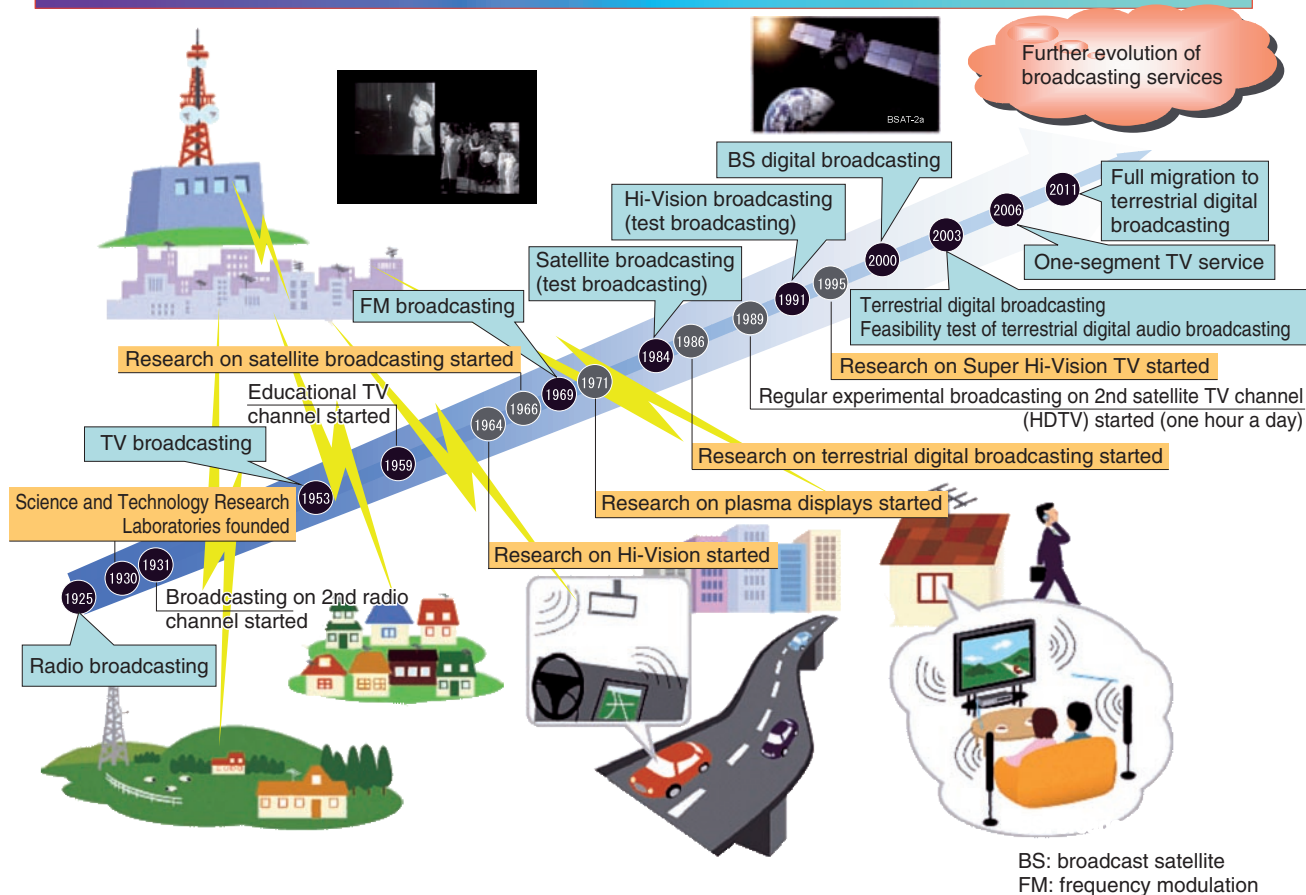 Further evolution of
broadcasting services
BSAT-2a
BS digital broadcasting
Hi-Vision broadcasting
(test broadcasting)
Satellite broadcasting
(test broadcasting)
FM broadcasting
Research on satellite broadcasting started
Educational TV
channel started
TV broadcasting
Science and Technology Research
Laboratories founded
1925
1930
1931
1953
1959
1964
1966
1969
1971
1984
1986
1989
1991
1995
2000
2003
2006
2011
Full migration to
terrestrial digital
broadcasting
One-segment TV service
Terrestrial digital broadcasting
Feasibility test of terrestrial digital audio broadcasting
Research on Super Hi-Vision TV started
Regular experimental broadcasting on 2nd satellite TV channel
(HDTV) started (one hour a day)
Research on terrestrial digital broadcasting started
Research on plasma displays started
Research on Hi-Vision started
Broadcasting on 2nd radio
channel started
Radio broadcasting
BS: broadcast satellite
FM: frequency modulation